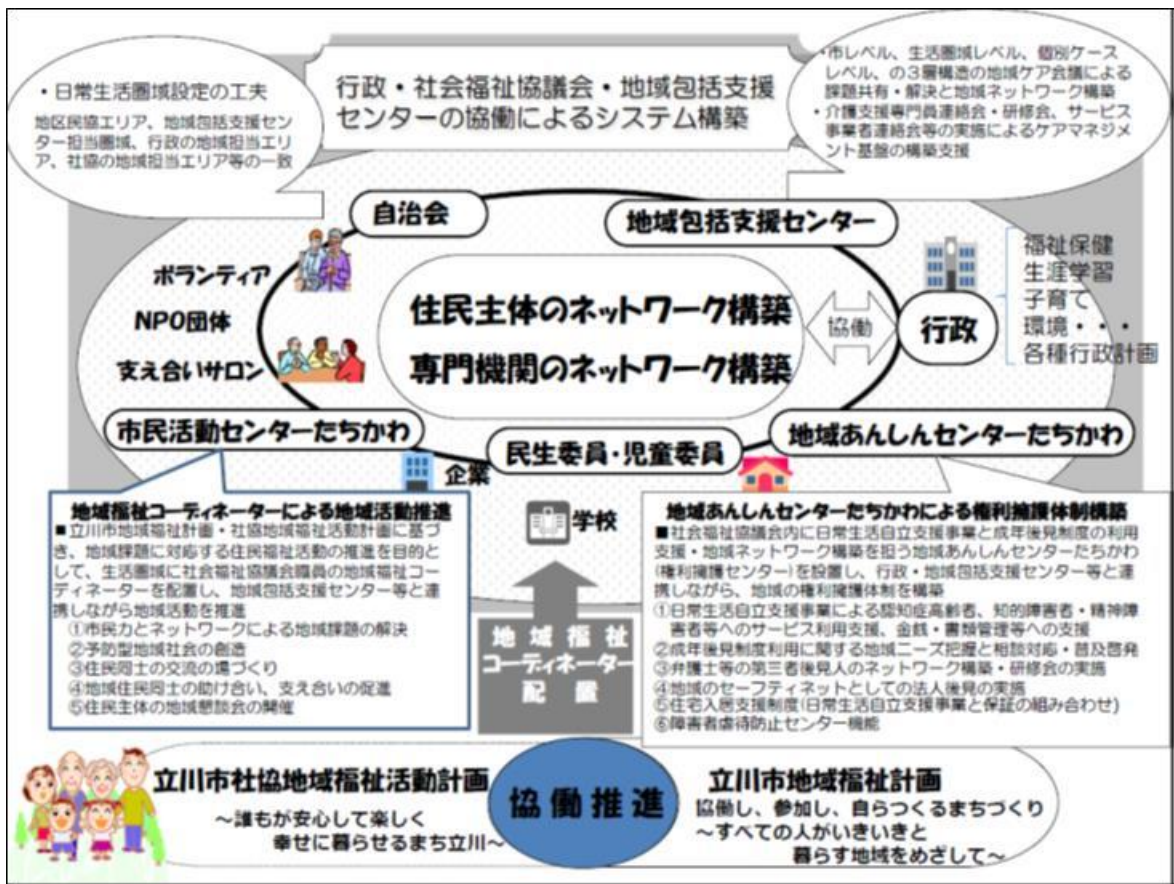 ・日常生活圏域設定の工夫
地区民協エリア、地域包括支援セン
ター担当圏域、行政の地域担当エリ
ア、社協の地域担当エリア等の一致
行政・社会福祉協議会・地域包括支援
センターの協働によるシステム構築
・市レベル、生活圏域レベル、個別ケース
レベル、の３層構造の地域ケア会議による
課題共有・解決と地域ネットワーク構築
・介護支援専門員連絡会・研修会、サービス
事業者連絡会等の実施によるケアマネジメ
ント基盤の構築支援
自治会
地域包括支援センター
ボランティア
NPO団体
支え合いサロン
住民主体のネットワーク構築
専門機関のネットワーク構築
協働
行政
福祉保健
生涯学習
子育て
環境・・・
各種行政計画
市民活動センターたちかわ
民生委員・児童委員
地域あんしんセンターたちかわ
企業
学校
地域福祉コーディネーターによる地域活動推進
■立川市地域福祉計画・社協地域福祉活動計画に基づ
き、地域課題に対応する住民福祉活動の推進を目的と
して、生活圏域に社会福祉協議会職員の地域福祉コー
ディネーターを配置し、地域包括支援センター等と連
携しながら地域活動を推進
①市民力とネットワークによる地域課題の解決
②予防型地域社会の創造
③住民同士の交流の場づくり
④地域住民同士の助け合い、支え合いの促進
⑤住民主体の地域懇談会の開催
地域福祉
コーディネーター
配置
地域あんしんセンターたちかわによる権利擁護体制構築
■社会福祉協議会内に日常生活自立支援事業と成年後見制度の利用
支援・地域ネットワーク構築を担う地域あんしんセンターたちかわ
(権利擁護センター)を設置し、行政・地域包括支援センター等と連
携しながら、地域の権利擁護体制を構築
①日常生活自立支援事業による認知症高齢者、知的障害者・精神障
害者等へのサービス利用支援、金銭・書類管理等への支援
②成年後見制度利用に関する地域ニーズ把握と相談対応・普及啓発
③弁護士等の第三者後見人のネットワーク構築・研修会の実施
④地域のセーフティネットとしての法人後見の実施
⑤住宅入居支援制度(日常生活自立支援事業と保証の組み合わせ)
⑥障害者虐待防止センター機能
立川市社協地域福祉活動計画
～誰もが安心して楽しく
幸せに暮らせるまち立川～
協働推進
立川市地域福祉計画
協働し、参加し、自らつくるまちづくり
～すべての人がいきいきと
暮らす地域をめざして～